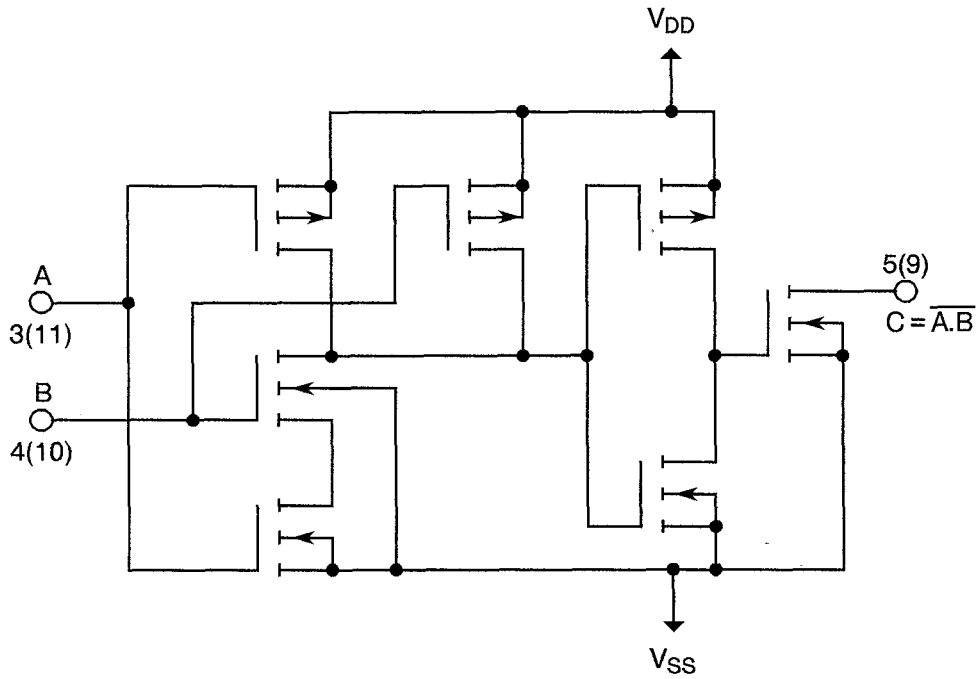 V_DD
A
3(11)
B
4(10)
5(9)
C = \overline{A.B}
V_SS